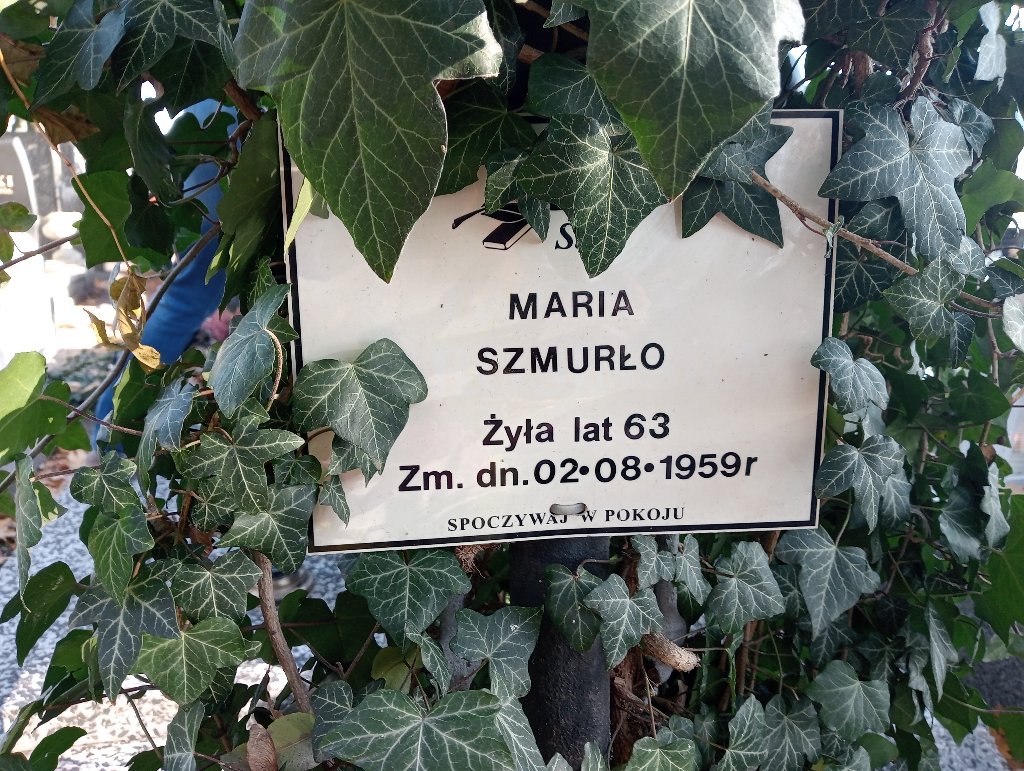 MARIA
SZMURŁO
Żyła lat 63
Zm. dn. 02•08•1959r
SPOCZYWAJ W POKOJU